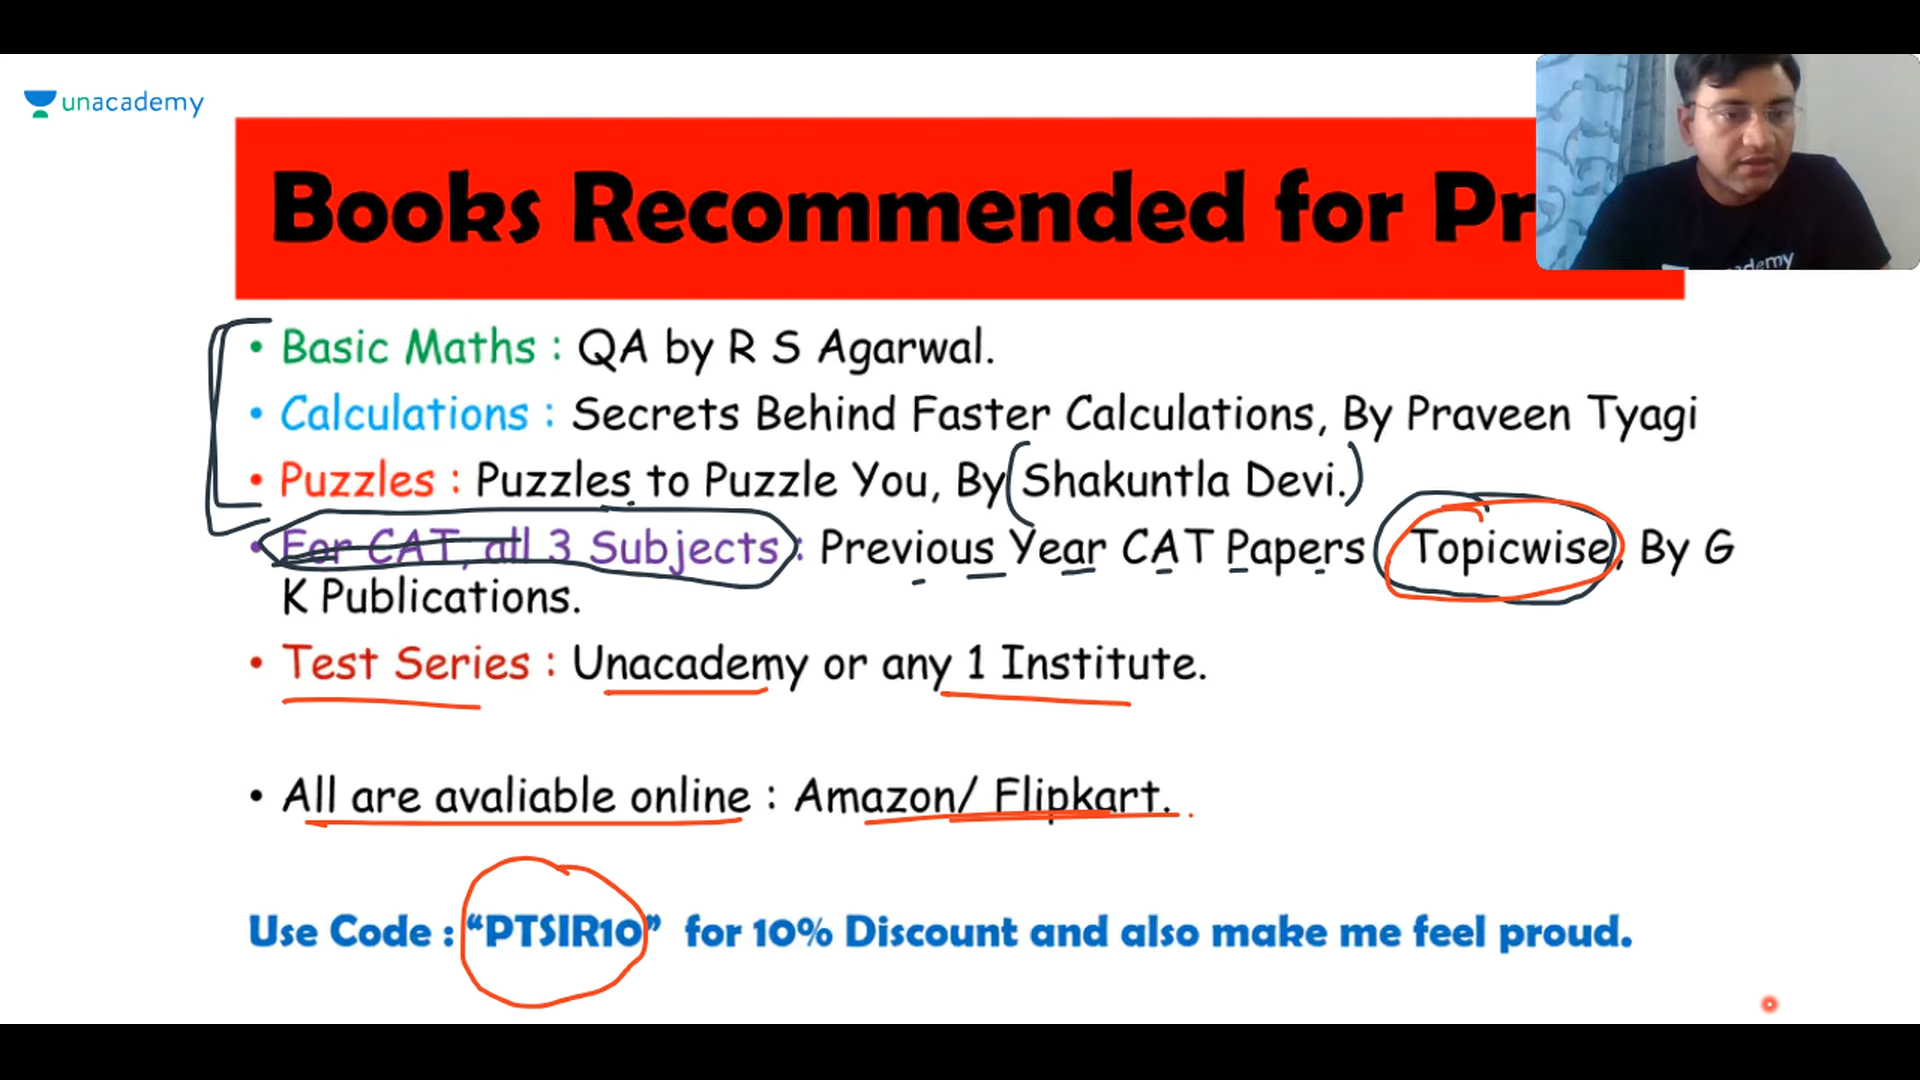 unacademy
Books Recommended for Pr
demy
• Basic Maths : QA by R S Agarwal.
• Calculations : Secrets Behind Faster Calculations, By Praveen Tyagi
• Puzzles : Puzzles to Puzzle You, By Shakuntla Devi.
• For CAT, all 3 Subjects : Previous Year CAT Papers Topicwise, By G
K Publications.
• Test Series : Unacademy or any 1 Institute.
• All are avaliable online : Amazon/ Flipkart.
Use Code : “PTSIR10” for 10% Discount and also make me feel proud.